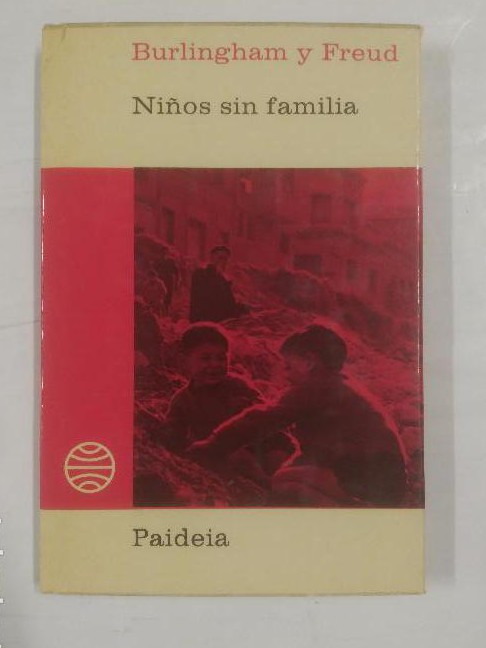 Burlingham y Freud
Niños sin familia
Paideia